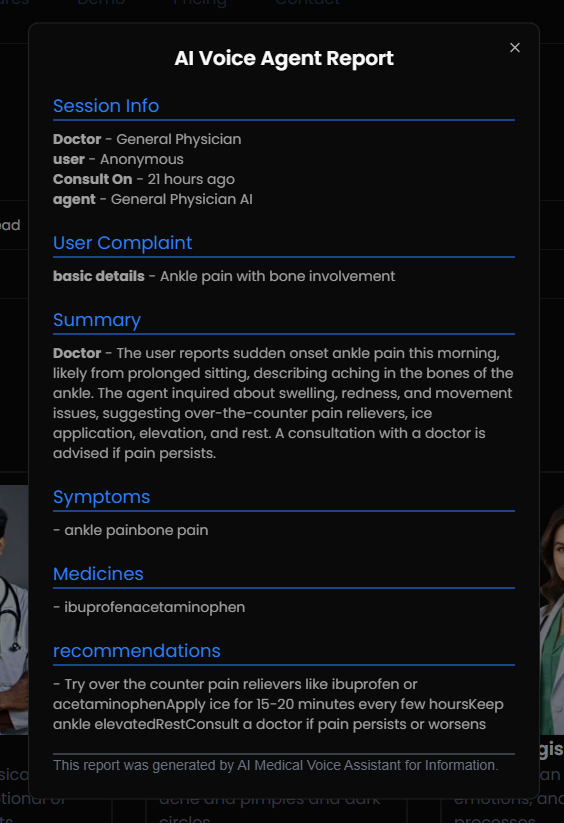 Demo
Pricing
Contact
AI Voice Agent Report
Session Info
Doctor - General Physician
user - Anonymous
Consult On - 21 hours ago
agent - General Physician AI
ead
User Complaint
basic details - Ankle pain with bone involvement
Summary
Doctor - The user reports sudden onset ankle pain this morning,
likely from prolonged sitting, describing aching in the bones of the
ankle. The agent inquired about swelling, redness, and movement
issues, suggesting over-the-counter pain relievers, ice
application, elevation, and rest. A consultation with a doctor is
advised if pain persists.
Symptoms
- ankle painbone pain
Medicines
- ibuprofenacetaminophen
recommendations
- Try over the counter pain relievers like ibuprofen or
acetaminophenApply ice for 15-20 minutes every few hoursKeep
ankle elevatedRestConsult a doctor if pain persists or worsens
This report was generated by AI Medical Voice Assistant for Information.
acne and pimples and dark
circles
emotions, and
processes